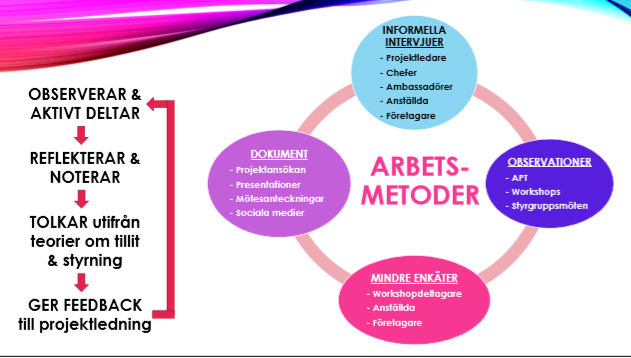 OBSERVERAR &
AKTIVT DELTAR
REFLEKTERAR &
NOTERAR
TOLKAR utifrån
teorier om tillit
& styrning
GER FEEDBACK
till projektledning
INFORMELLA
INTERVJUER
- Projektledare
- Chefer
- Ambassadörer
- Anställda
- Företagare
DOKUMENT
- Projektansökan
- Presentationer
- Mötesanteckningar
- Sociala medier
ARBETS-
METODER
OBSERVATIONER
- APT
- Workshops
- Styrgruppsmöten
MINDRE ENKÄTER
- Workshopdeltagare
- Anställda
- Företagare